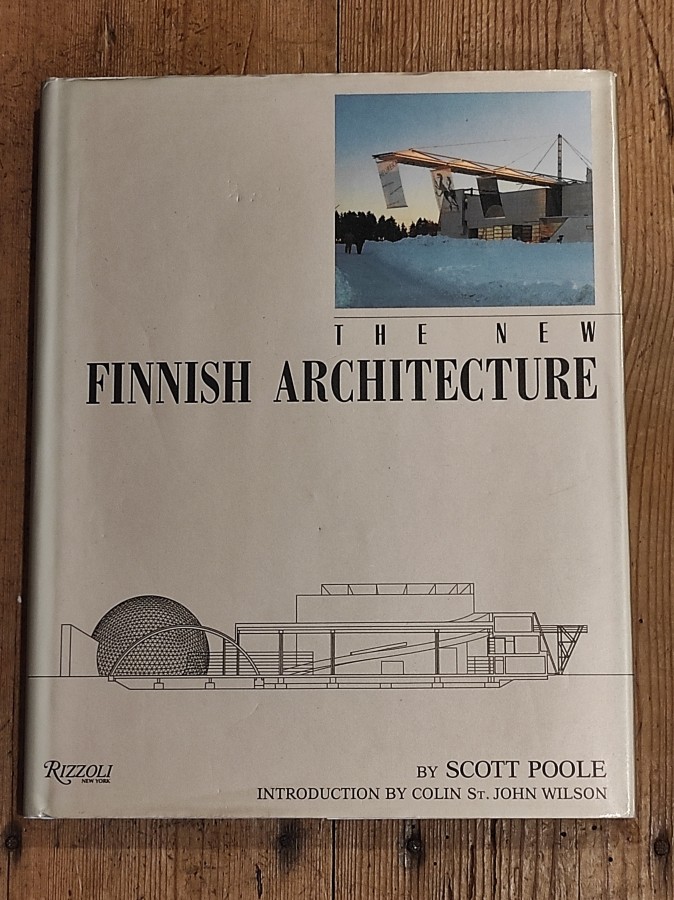 THE NEW
FINNISH ARCHITECTURE
RIZZOLI
NEW YORK
BY SCOTT POOLE
INTRODUCTION BY COLIN ST. JOHN WILSON